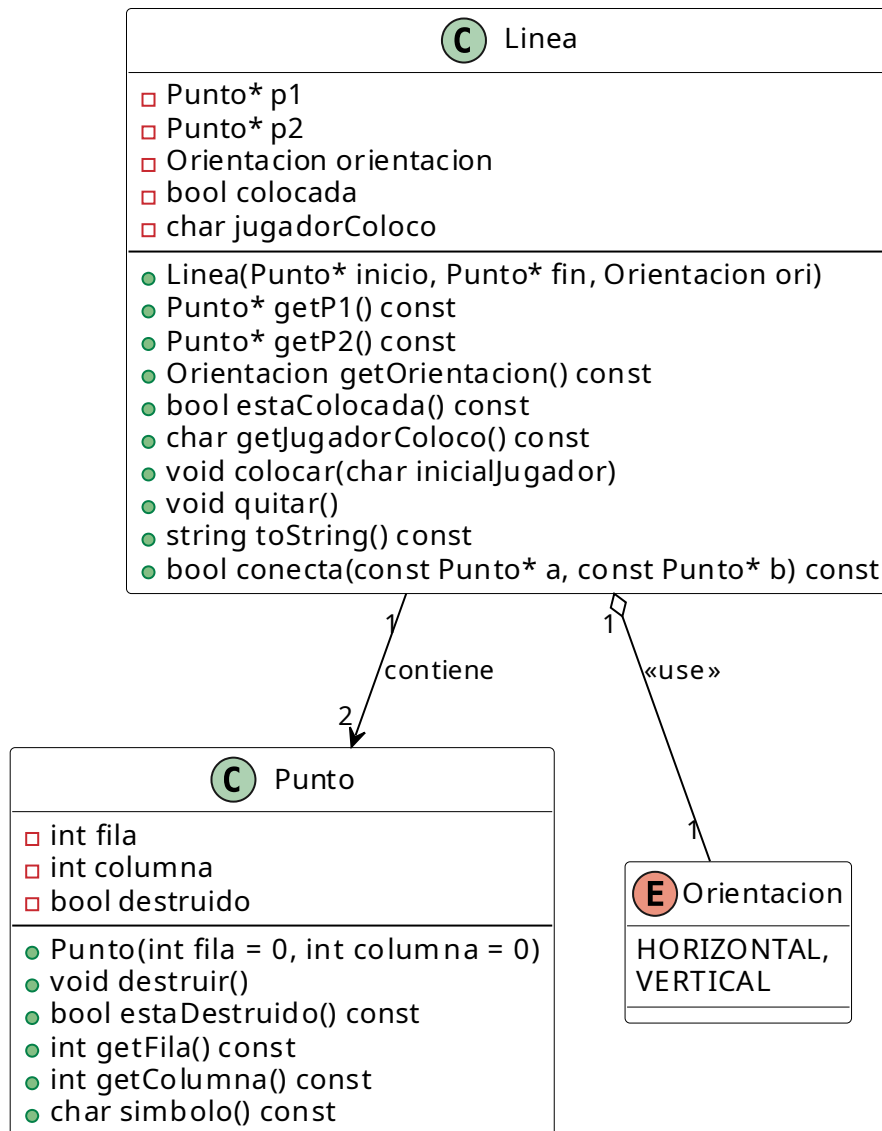 C Linea
Punto* p1
Punto* p2
Orientacion orientacion
bool colocada
char jugadorColoco
Linea(Punto* inicio, Punto* fin, Orientacion ori)
Punto* getP1() const
Punto* getP2() const
Orientacion getOrientacion() const
bool estaColocada() const
char getJugadorColoco() const
void colocar(char inicialJugador)
void quitar()
string toString() const
bool conecta(const Punto* a, const Punto* b) const
1
1
contiene
«use»
2
1
C Punto
int fila
int columna
bool destruido
Punto(int fila = 0, int columna = 0)
void destruir()
bool estaDestruido() const
int getFila() const
int getColumna() const
char simbolo() const
E Orientacion
HORIZONTAL,
VERTICAL